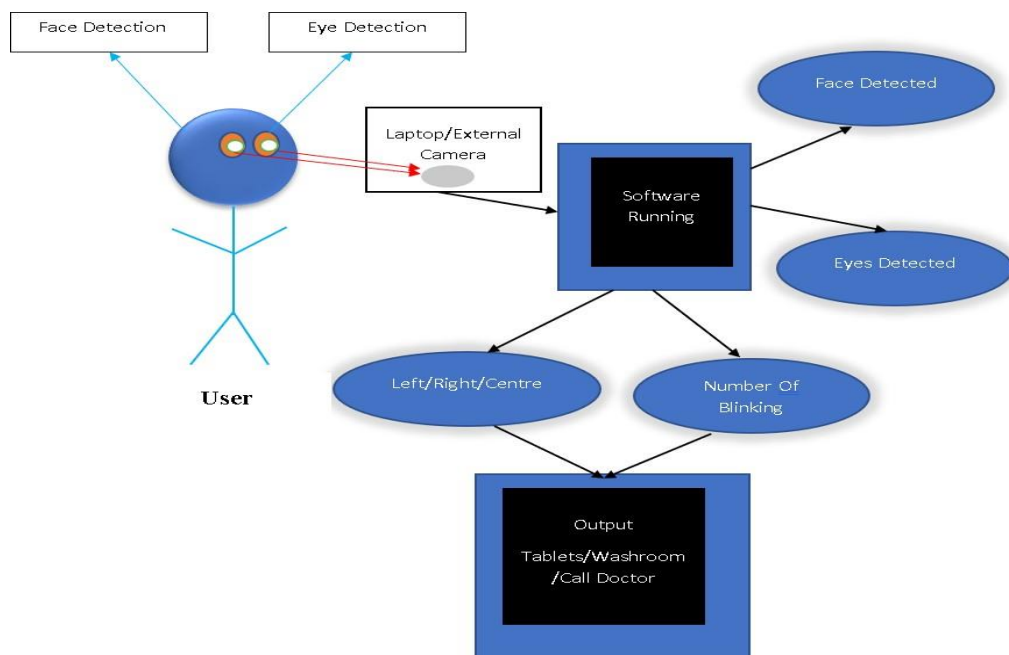 Face Detection
Eye Detection
Laptop/External
Camera
Face Detected
Software
Running
Eyes Detected
Left/Right/Centre
Number Of
Blinking
User
Output
Tablets/Washroom
/Call Doctor